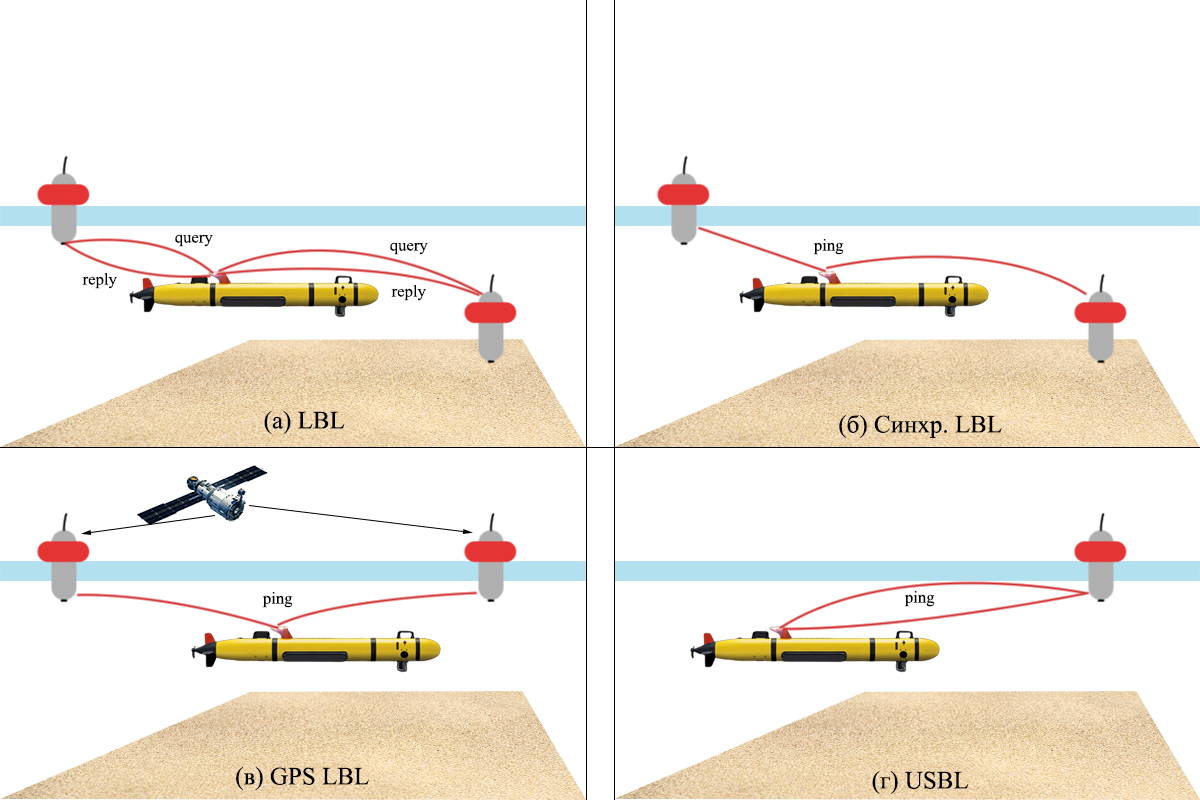 query
query
reply
reply
(а) LBL
ping
(б) Синхр. LBL
ping
(в) GPS LBL
ping
(г) USBL